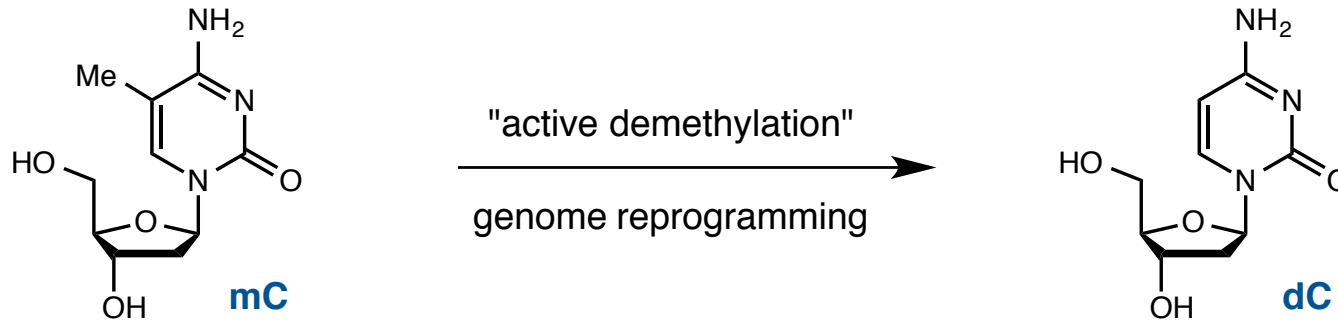 NH2
Me
N
HO
N
O
O
OH
mC
"active demethylation"
genome reprogramming
NH2
N
HO
N
O
O
OH
dC